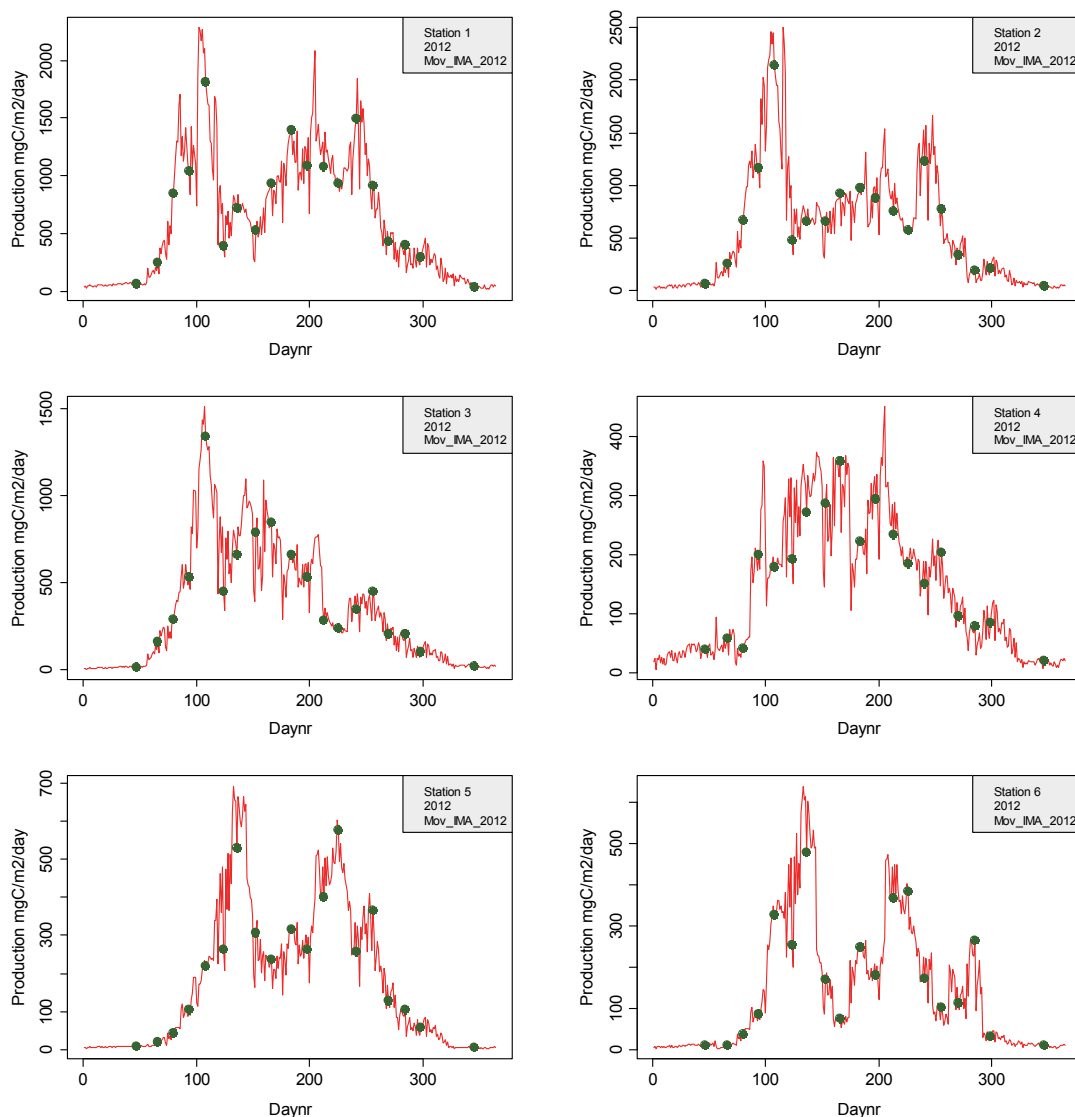 Station 1
2012
Mov_IMA_2012
Production mgC/m2/day
0 500 1000 1500 2000
0 100 200 300
Daynr
Station 2
2012
Mov_IMA_2012
Production mgC/m2/day
0 500 1000 1500 2000 2500
0 100 200 300
Daynr
Station 3
2012
Mov_IMA_2012
Production mgC/m2/day
0 500 1000 1500
0 100 200 300
Daynr
Station 4
2012
Mov_IMA_2012
Production mgC/m2/day
0 100 200 300 400
0 100 200 300
Daynr
Station 5
2012
Mov_IMA_2012
Production mgC/m2/day
0 100 300 500 700
0 100 200 300
Daynr
Station 6
2012
Mov_IMA_2012
Production mgC/m2/day
0 100 300 500
0 100 200 300
Daynr